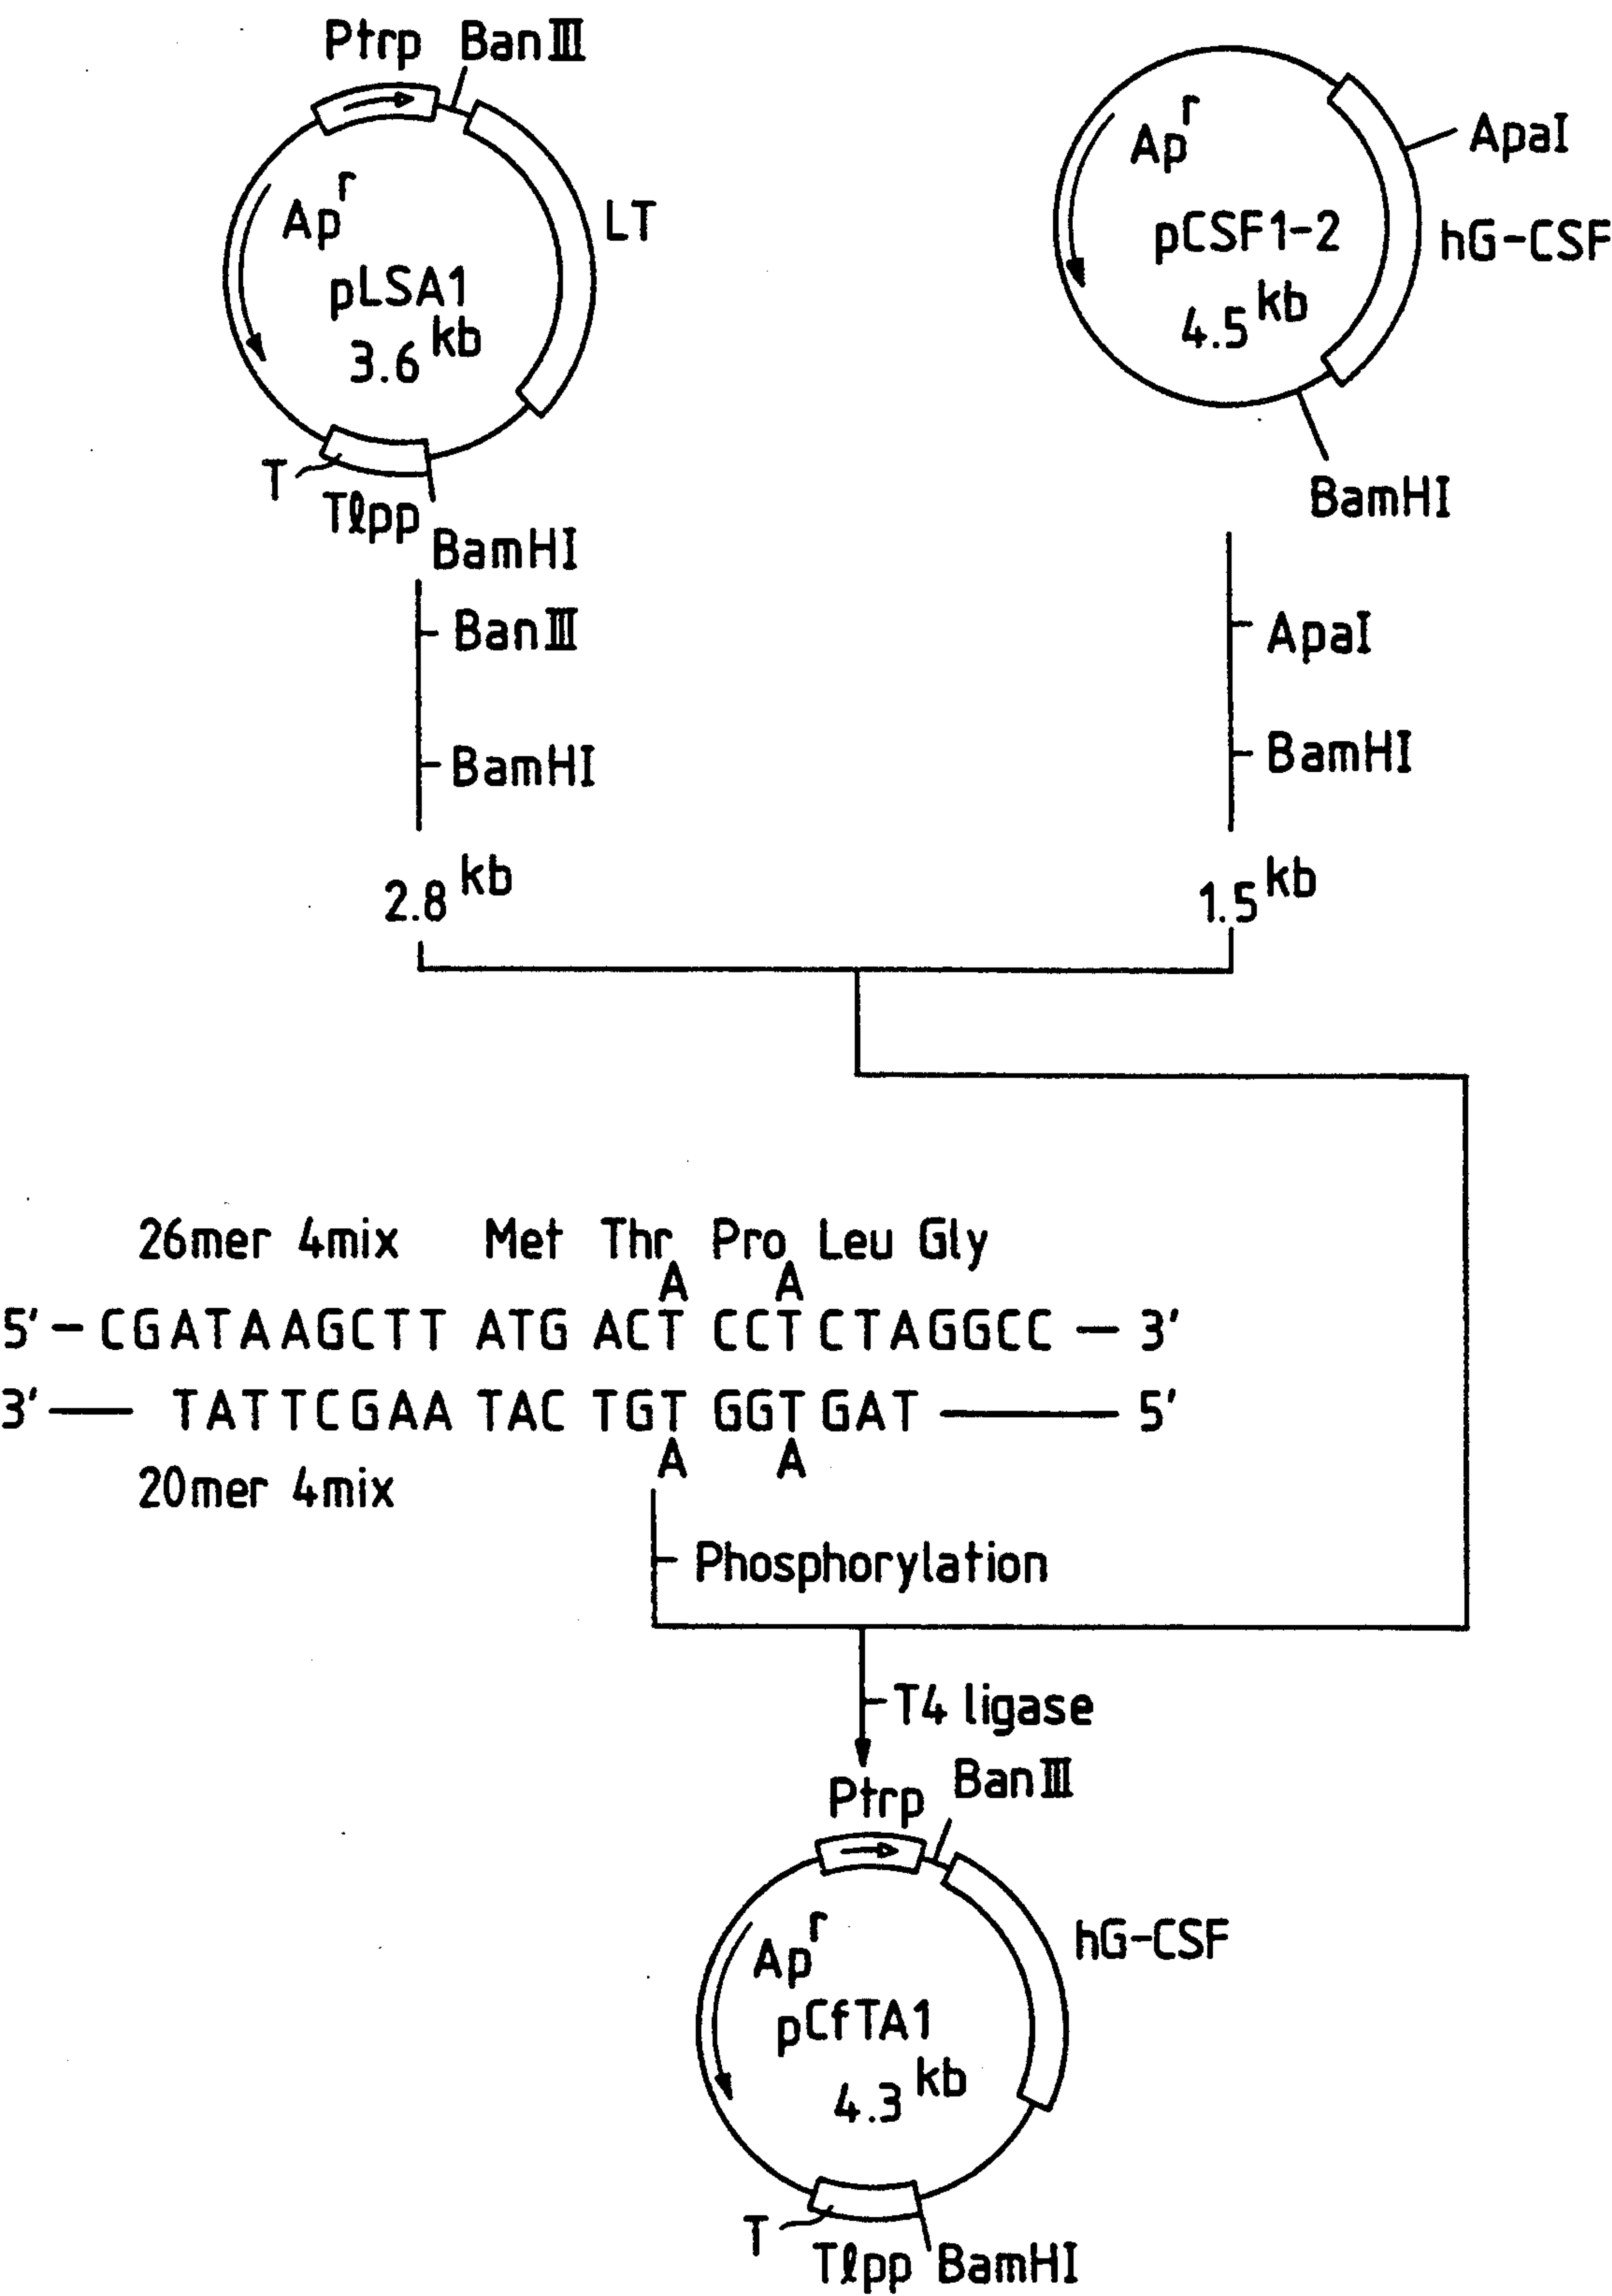 Ptrp BanIII
Apr
LT
pLSA1
3.6 kb
T
Tlpp
BamHI
BanIII
BamHI
2.8 kb
Apr
ApaI
pCSF1-2
hG-CSF
4.5 kb
BamHI
ApaI
BamHI
1.5 kb
26mer 4mix Met Thr Pro Leu Gly
A A
5' - CGATAAGCTT ATG ACT CCT CTAGGCC - 3'
3' — TATTCGAA TAC TGT GGT GAT — 5'
A A
20mer 4mix
Phosphorylation
T4 ligase
Ptrp BanIII
Apr
hG-CSF
pCfTA1
4.3 kb
T
Tlpp BamHI